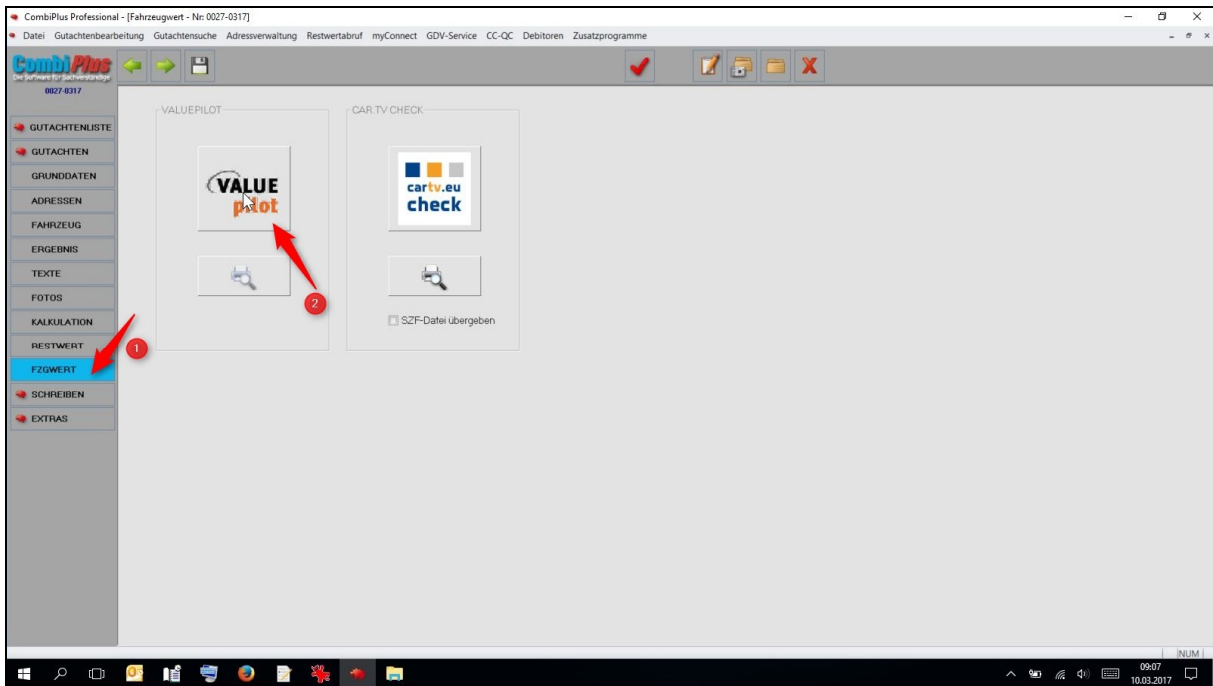 CombiPlus Professional - [Fahrzeugwert - Nr: 0027-0317]
Datei Gutachtenbearbeitung Gutachtensuche Adressverwaltung Restwertabruf myConnect GDV-Service CC-QC Debitoren Zusatzprogramme
CombiPlus
Die Software für Sachverständige
0027-0317
GUTACHTENLISTE
GUTACHTEN
GRUNDDATEN
ADRESSEN
FAHRZEUG
ERGEBNIS
TEXTE
FOTOS
KALKULATION
RESTWERT
FZGWERT
SCHREIBEN
EXTRAS
1
VALUEPILOT
VALUE
pilot
2
CAR.TV CHECK
cartv.eu
check
SZF-Datei übergeben
NUM
09:07
10.03.2017